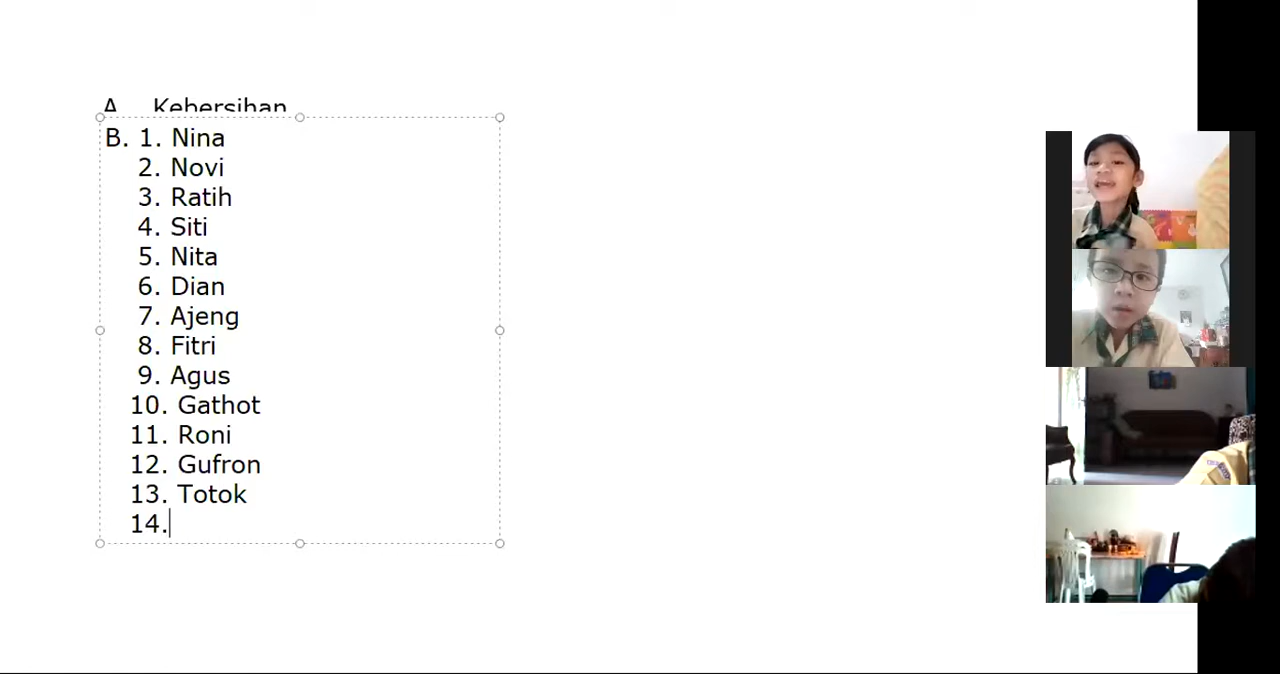 A. Kebersihan
B. 1. Nina
2. Novi
3. Ratih
4. Siti
5. Nita
6. Dian
7. Ajeng
8. Fitri
9. Agus
10. Gathot
11. Roni
12. Gufron
13. Totok
14.